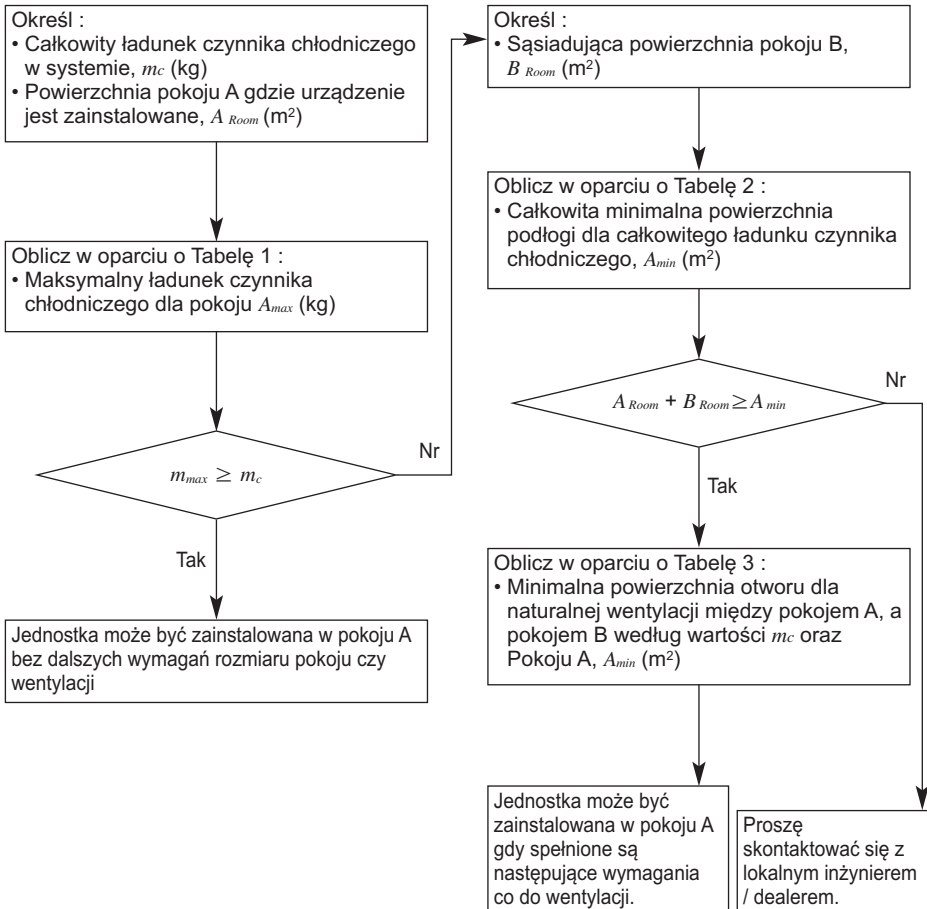 Określ :
• Całkowity ładunek czynnika chłodniczego
w systemie, mc (kg)
• Powierzchnia pokoju A gdzie urządzenie
jest zainstalowane, A Room (m²)
Oblicz w oparciu o Tabelę 1 :
• Maksymalny ładunek czynnika
chłodniczego dla pokoju Amax (kg)
mmax ≥ mc
Nr
Tak
Jednostka może być zainstalowana w pokoju A
bez dalszych wymagań rozmiaru pokoju czy
wentylacji
Określ :
• Sąsiadująca powierzchnia pokoju B,
B Room (m²)
Oblicz w oparciu o Tabelę 2 :
• Całkowita minimalna powierzchnia
podłogi dla całkowitego ładunku czynnika
chłodniczego, Amin (m²)
A Room + B Room ≥ A min
Nr
Tak
Oblicz w oparciu o Tabelę 3 :
• Minimalna powierzchnia otworu dla
naturalnej wentylacji między pokojem A, a
pokojem B według wartości mc oraz
Pokoju A, Amin (m²)
Jednostka może być
zainstalowana w pokoju A
gdy spełnione są
następujące wymagania
co do wentylacji.
Proszę
skontaktować się z
lokalnym inżynierem
/ dealerem.